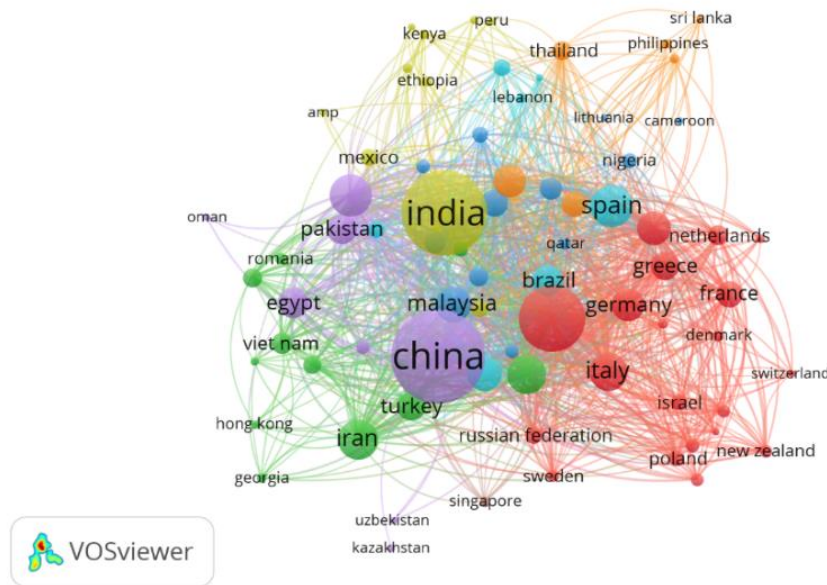 peru
sri lanka
kenya
thailand
philippines
ethiopia
lebanon
amp
lithuania
cameroon
mexico
nigeria
india
spain
oman
pakistan
netherlands
romania
qatar
greece
brazil
egypt
malaysia
germany
france
viet nam
china
denmark
italy
switzerland
turkey
israel
hong kong
iran
russian federation
new zealand
poland
georgia
sweden
singapore
uzbekistan
kazakhstan
VOSviewer